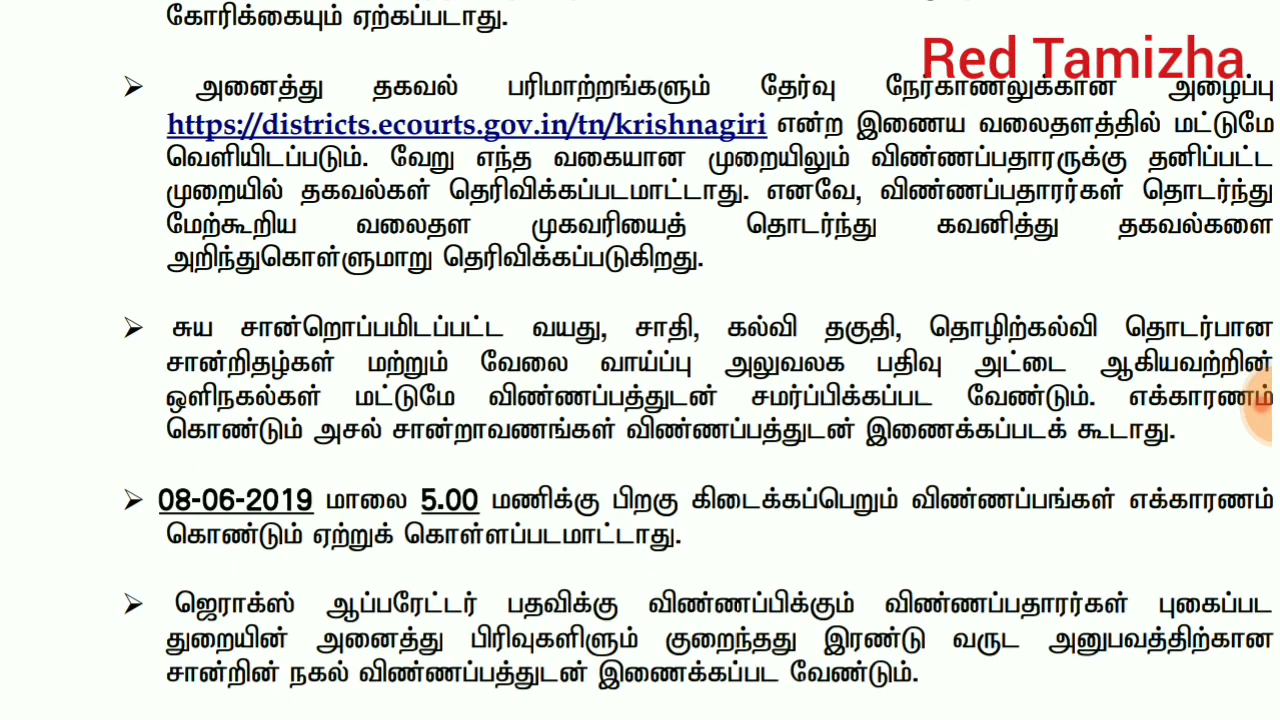 கோரிக்கையும் ஏற்கப்படாது.
Red Tamizha
➢ அனைத்து தகவல் பரிமாற்றங்களும் தேர்வு நேர்காணலுக்கான அழைப்பு
https://districts.ecourts.gov.in/tn/krishnagiri என்ற இணைய வலைதளத்தில் மட்டுமே
வெளியிடப்படும். வேறு எந்த வகையான முறையிலும் விண்ணப்பதாரருக்கு தனிப்பட்ட
முறையில் தகவல்கள் தெரிவிக்கப்படமாட்டாது. எனவே, விண்ணப்பதாரர்கள் தொடர்ந்து
மேற்கூறிய வலைதள முகவரியைத் தொடர்ந்து கவனித்து தகவல்களை
அறிந்துகொள்ளுமாறு தெரிவிக்கப்படுகிறது.
➢ சுய சான்றொப்பமிடப்பட்ட வயது, சாதி, கல்வி தகுதி, தொழிற்கல்வி தொடர்பான
சான்றிதழ்கள் மற்றும் வேலை வாய்ப்பு அலுவலக பதிவு அட்டை ஆகியவற்றின்
ஒளிநகல்கள் மட்டுமே விண்ணப்பத்துடன் சமர்ப்பிக்கப்பட வேண்டும். எக்காரணம்
கொண்டும் அசல் சான்றாவணங்கள் விண்ணப்பத்துடன் இணைக்கப்படக் கூடாது.
➢ 08-06-2019 மாலை 5.00 மணிக்கு பிறகு கிடைக்கப்பெறும் விண்ணப்பங்கள் எக்காரணம்
கொண்டும் ஏற்றுக் கொள்ளப்படமாட்டாது.
➢ ஜெராக்ஸ் ஆப்பரேட்டர் பதவிக்கு விண்ணப்பிக்கும் விண்ணப்பதாரர்கள் புகைப்பட
துறையின் அனைத்து பிரிவுகளிளும் குறைந்தது இரண்டு வருட அனுபவத்திற்கான
சான்றின் நகல் விண்ணப்பத்துடன் இணைக்கப்பட வேண்டும்.